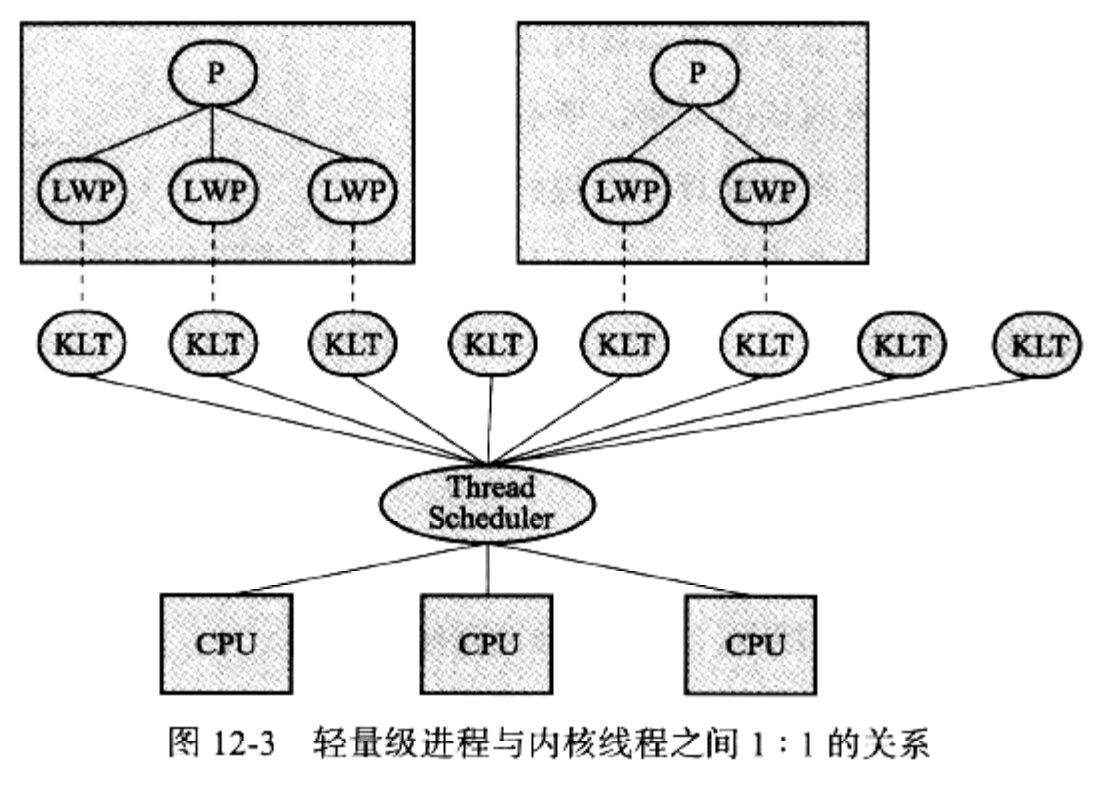 P
P
LWP
LWP
LWP
LWP
LWP
KLT
KLT
KLT
KLT
KLT
KLT
KLT
KLT
Thread
Scheduler
CPU
CPU
CPU
图 12-3 轻量级进程与内核线程之间 1：1 的关系